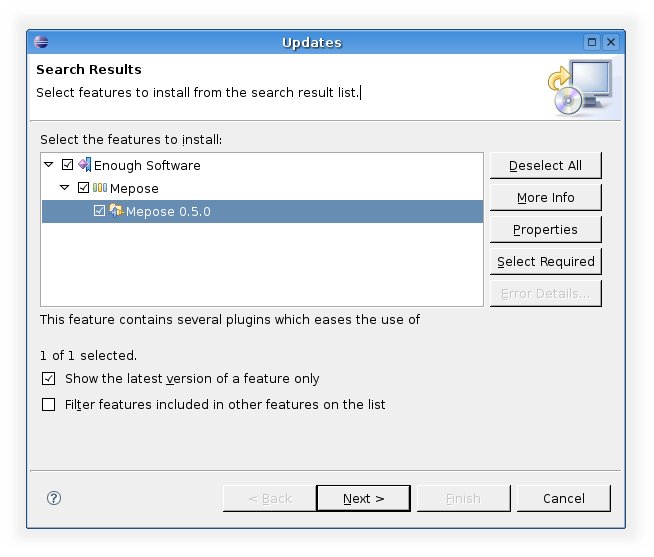 Updates
Search Results
Select features to install from the search result list.
Select the features to install:
Enough Software
Mepose
Mepose 0.5.0
Deselect All
More Info
Properties
Select Required
Error Details...
This feature contains several plugins which eases the use of
1 of 1 selected.
Show the latest version of a feature only
Filter features included in other features on the list
?
< Back
Next >
Finish
Cancel